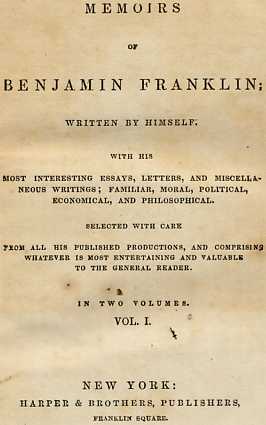 MEMOIRS
OF
BENJAMIN FRANKLIN;
WRITTEN BY HIMSELF.
WITH HIS
MOST INTERESTING ESSAYS, LETTERS, AND MISCELLA-
NEOUS WRITINGS; FAMILIAR, MORAL, POLITICAL,
ECONOMICAL, AND PHILOSOPHICAL.
SELECTED WITH CARE
FROM ALL HIS PUBLISHED PRODUCTIONS, AND COMPRISING
WHATEVER IS MOST ENTERTAINING AND VALUABLE
TO THE GENERAL READER.
IN TWO VOLUMES.
VOL. I.
NEW YORK:
HARPER & BROTHERS, PUBLISHERS,
FRANKLIN SQUARE.